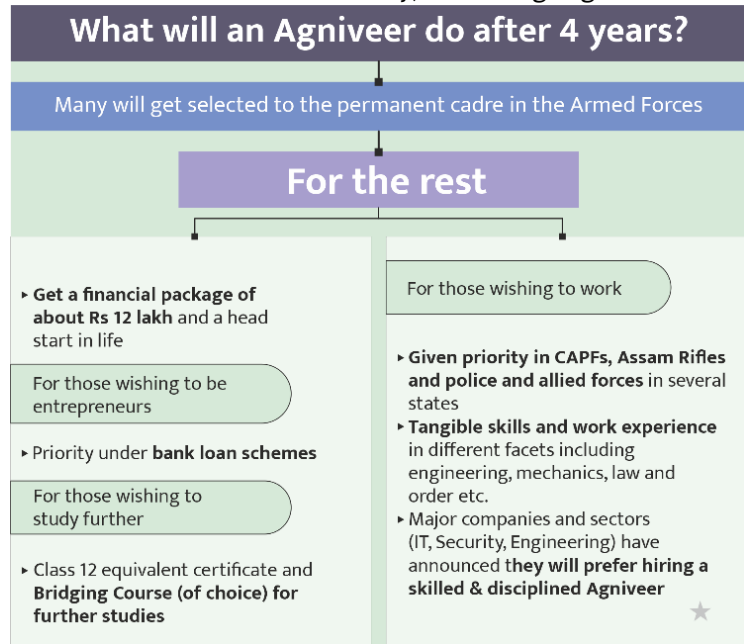 What will an Agniveer do after 4 years?
Many will get selected to the permanent cadre in the Armed Forces
For the rest
▸ Get a financial package of
about Rs 12 lakh and a head
start in life
For those wishing to be
entrepreneurs
▸ Priority under bank loan schemes
For those wishing to
study further
▸ Class 12 equivalent certificate and
Bridging Course (of choice) for
further studies
For those wishing to work
▸ Given priority in CAPFs, Assam Rifles
and police and allied forces in several
states
▸ Tangible skills and work experience
in different facets including
engineering, mechanics, law and
order etc.
▸ Major companies and sectors
(IT, Security, Engineering) have
announced they will prefer hiring a
skilled & disciplined Agniveer